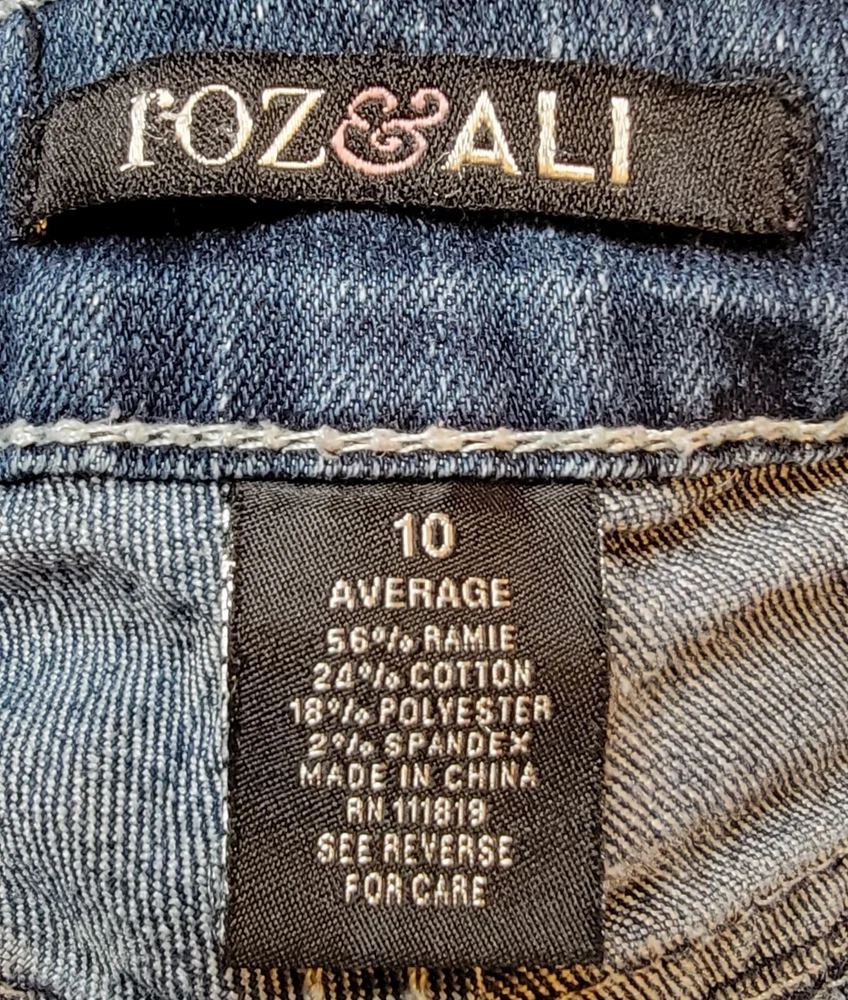 rOZ&ALI
10
AVERAGE
56% RAMIE
24% COTTON
18% POLYESTER
2% SPANDEX
MADE IN CHINA
RN 111819
SEE REVERSE
FOR CARE